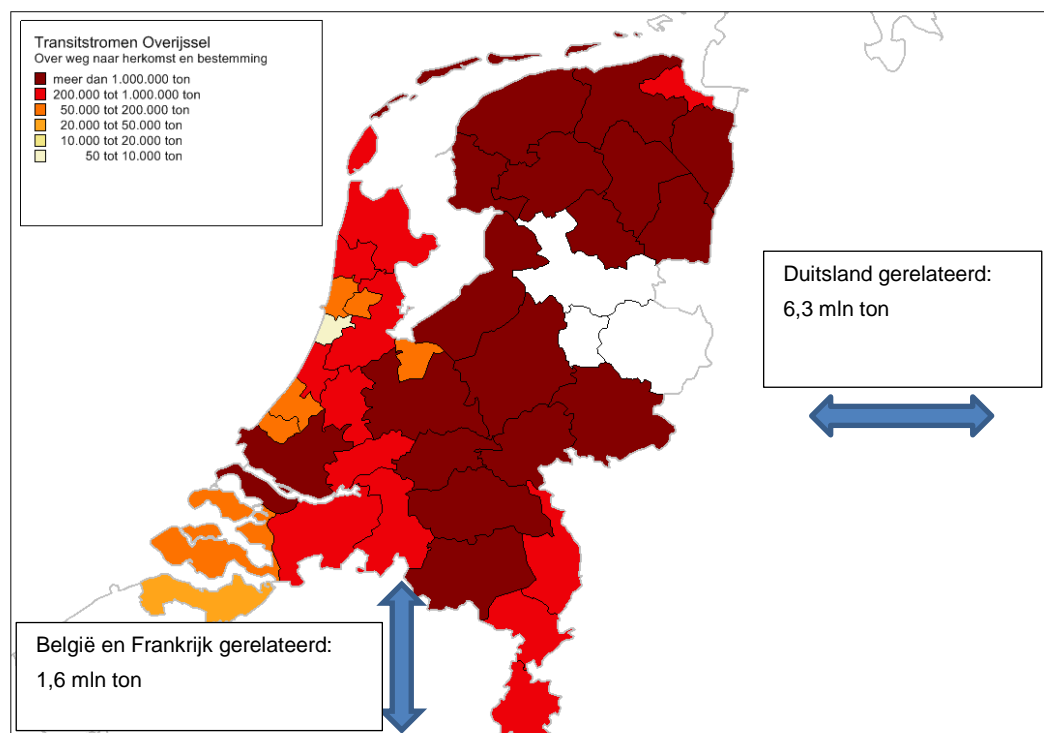 Transitstromen Overijssel
Over weg naar herkomst en bestemming
meer dan 1.000.000 ton
200.000 tot 1.000.000 ton
50.000 tot 200.000 ton
20.000 tot 50.000 ton
10.000 tot 20.000 ton
50 tot 10.000 ton
Duitsland gerelateerd:
6,3 mln ton
België en Frankrijk gerelateerd:
1,6 mln ton